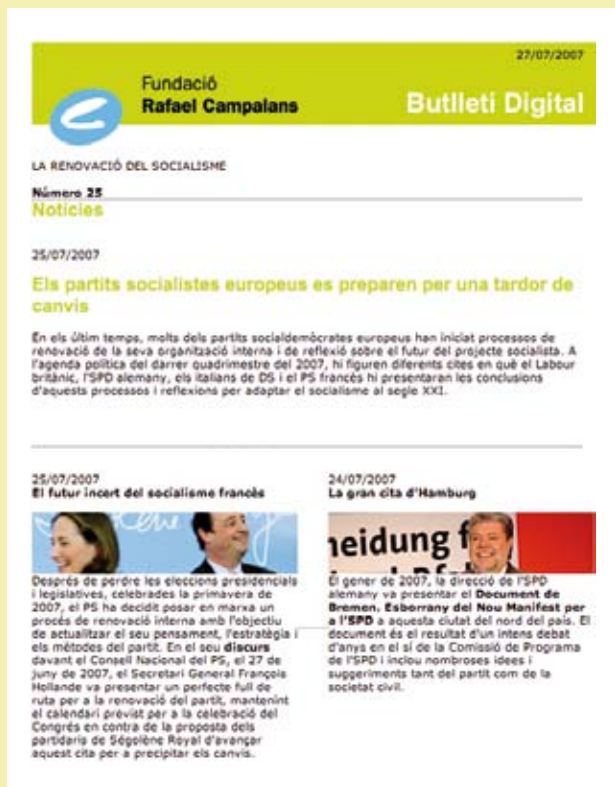 27/07/2007
Fundació
Rafael Campalans
Butlletí Digital
LA RENOVACIÓ DEL SOCIALISME
Número 25
Notícies
25/07/2007
Els partits socialistes europeus es preparen per una tardor de
canvis
En els últim temps, molts dels partits socialdemòcrates europeus han iniciat processos de
renovació de la seva organització interna i de reflexió sobre el futur del projecte socialista. A
l'agenda política del darrer quadrimestre del 2007, hi figuren diferents cites en què el Labour
britànic, l'SPD alemany, els italians de DS i el PS francès hi presentaran les conclusions
d'aquests processos i reflexions per adaptar el socialisme al segle XXI.
25/07/2007
El futur incert del socialisme francès
Després de perdre les eleccions presidencials
i legislatives, celebrades la primavera de
2007, el PS ha decidit posar en marxa un
procés de renovació interna amb l'objectiu
de actualitzar el seu pensament, l'estratègia i
els mètodes del partit. En el seu discurs
davant el Consell Nacional del PS, el 27 de
juny de 2007, el Secretari General François
Hollande va presentar un perfecte full de
ruta per a la renovació del partit, mantenint
el calendari previst per a la celebració del
Congrés en contra de la proposta dels
partidaris de Ségolène Royal d'avançar
aquest cita per a precipitar els canvis.
24/07/2007
La gran cita d'Hamburg
heidung f
El gener de 2007, la direcció de l'SPD
alemany va presentar el Document de
Bremen. Esborrany del Nou Manifest per
a l'SPD a aquesta ciutat del nord del país. El
document és el resultat d'un intens debat
d'anys en el sí de la Comissió de Programa
de l'SPD i inclou nombroses idees i
suggeriments tant del partit com de la
societat civil.